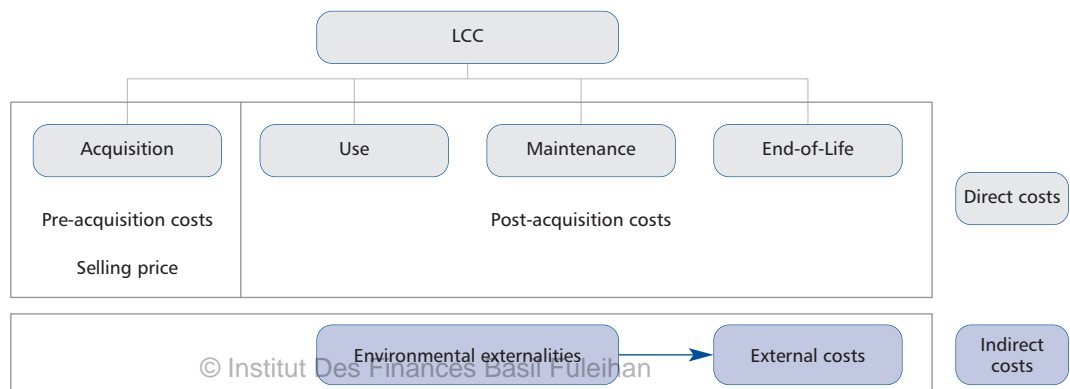 LCC
Acquisition
Use
Maintenance
End-of-Life
Direct costs
Pre-acquisition costs
Post-acquisition costs
Selling price
Environmental externalities
External costs
Indirect
costs
© Institut Des Finances Basil Fuleihan